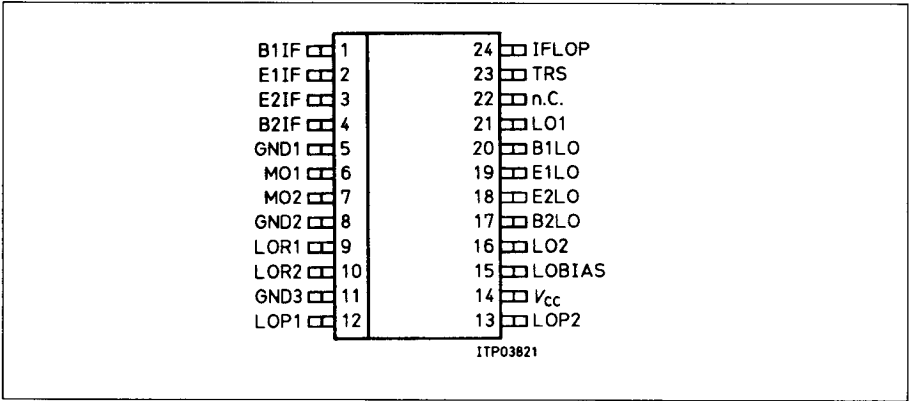 B1IF 1 24 IFLOP
E1IF 2 23 TRS
E2IF 3 22 n.C.
B2IF 4 21 LO1
GND1 5 20 B1LO
MO1 6 19 E1LO
MO2 7 18 E2LO
GND2 8 17 B2LO
LOR1 9 16 LO2
LOR2 10 15 LOBIAS
GND3 11 14 Vcc
LOP1 12 13 LOP2
ITP03821